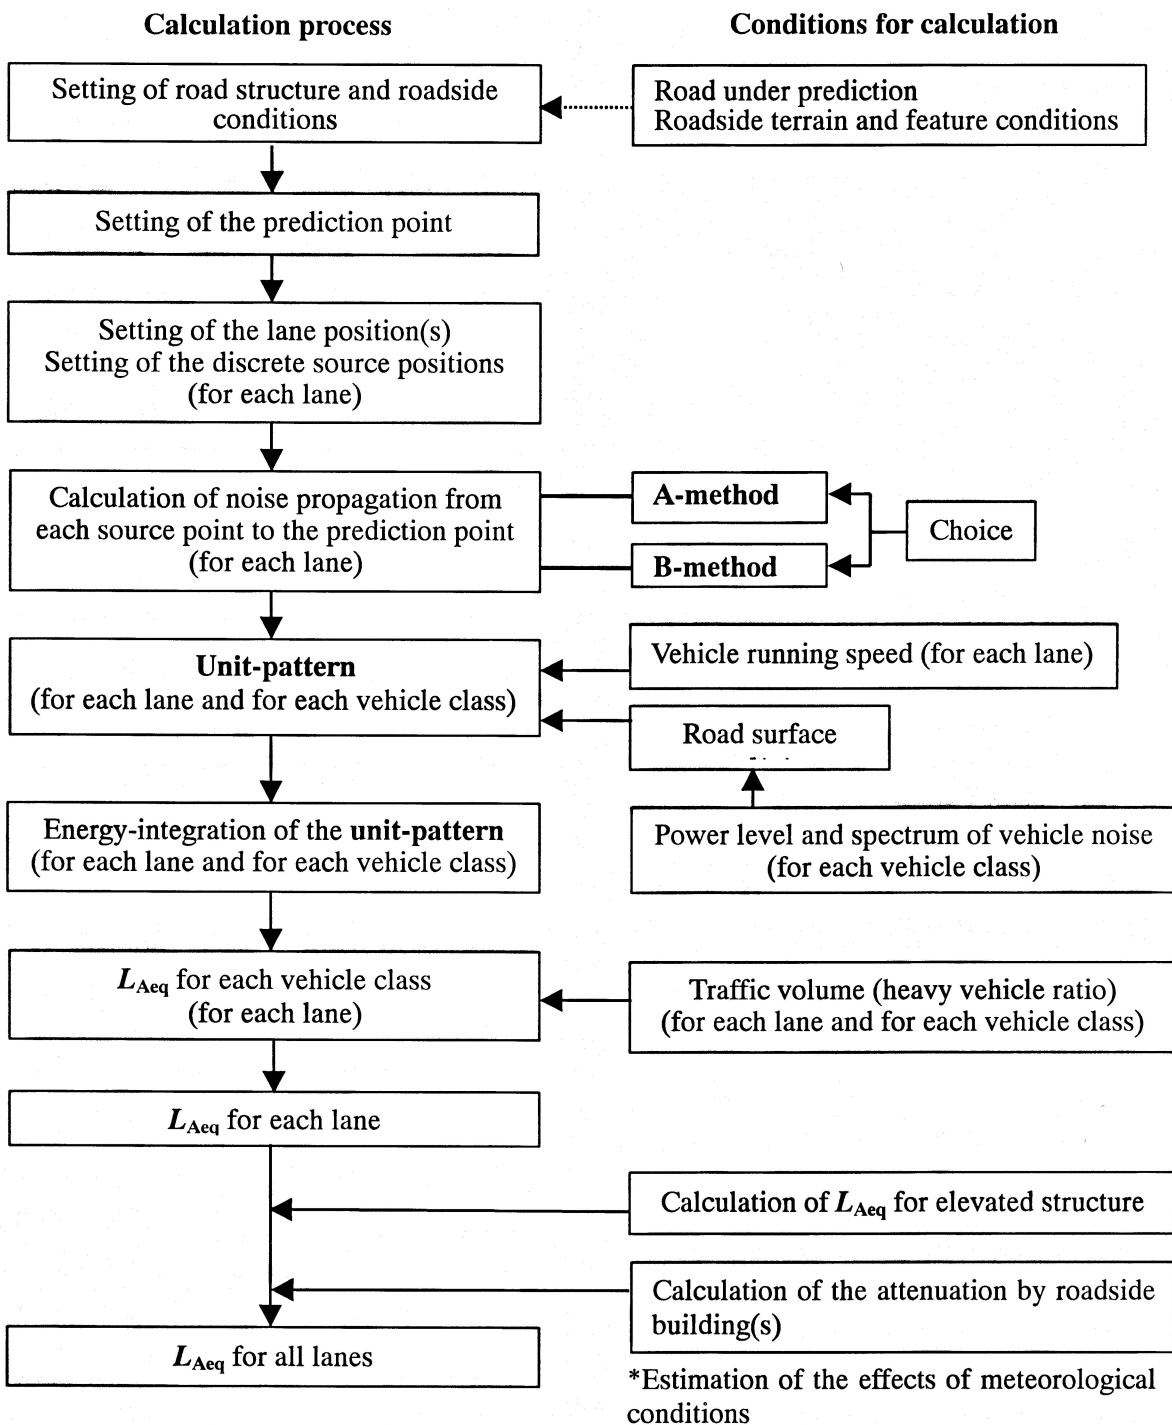 Calculation process
Conditions for calculation
Setting of road structure and roadside
conditions
Road under prediction
Roadside terrain and feature conditions
Setting of the prediction point
Setting of the lane position(s)
Setting of the discrete source positions
(for each lane)
Calculation of noise propagation from
each source point to the prediction point
(for each lane)
A-method
B-method
Choice
Unit-pattern
(for each lane and for each vehicle class)
Vehicle running speed (for each lane)
Road surface
Energy-integration of the unit-pattern
(for each lane and for each vehicle class)
Power level and spectrum of vehicle noise
(for each vehicle class)
LAeq for each vehicle class
(for each lane)
Traffic volume (heavy vehicle ratio)
(for each lane and for each vehicle class)
LAeq for each lane
Calculation of LAeq for elevated structure
Calculation of the attenuation by roadside
building(s)
LAeq for all lanes
*Estimation of the effects of meteorological
conditions